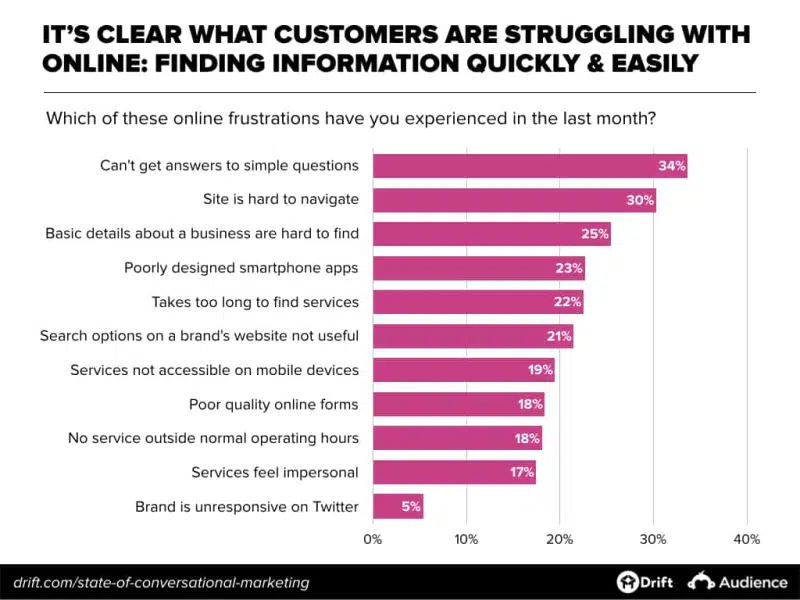 IT'S CLEAR WHAT CUSTOMERS ARE STRUGGLING WITH
ONLINE: FINDING INFORMATION QUICKLY & EASILY
Which of these online frustrations have you experienced in the last month?
Can't get answers to simple questions 34%
Site is hard to navigate 30%
Basic details about a business are hard to find 25%
Poorly designed smartphone apps 23%
Takes too long to find services 22%
Search options on a brand's website not useful 21%
Services not accessible on mobile devices 19%
Poor quality online forms 18%
No service outside normal operating hours 18%
Services feel impersonal 17%
Brand is unresponsive on Twitter 5%
0% 10% 20% 30% 40%
drift.com/state-of-conversational-marketing Drift Audience